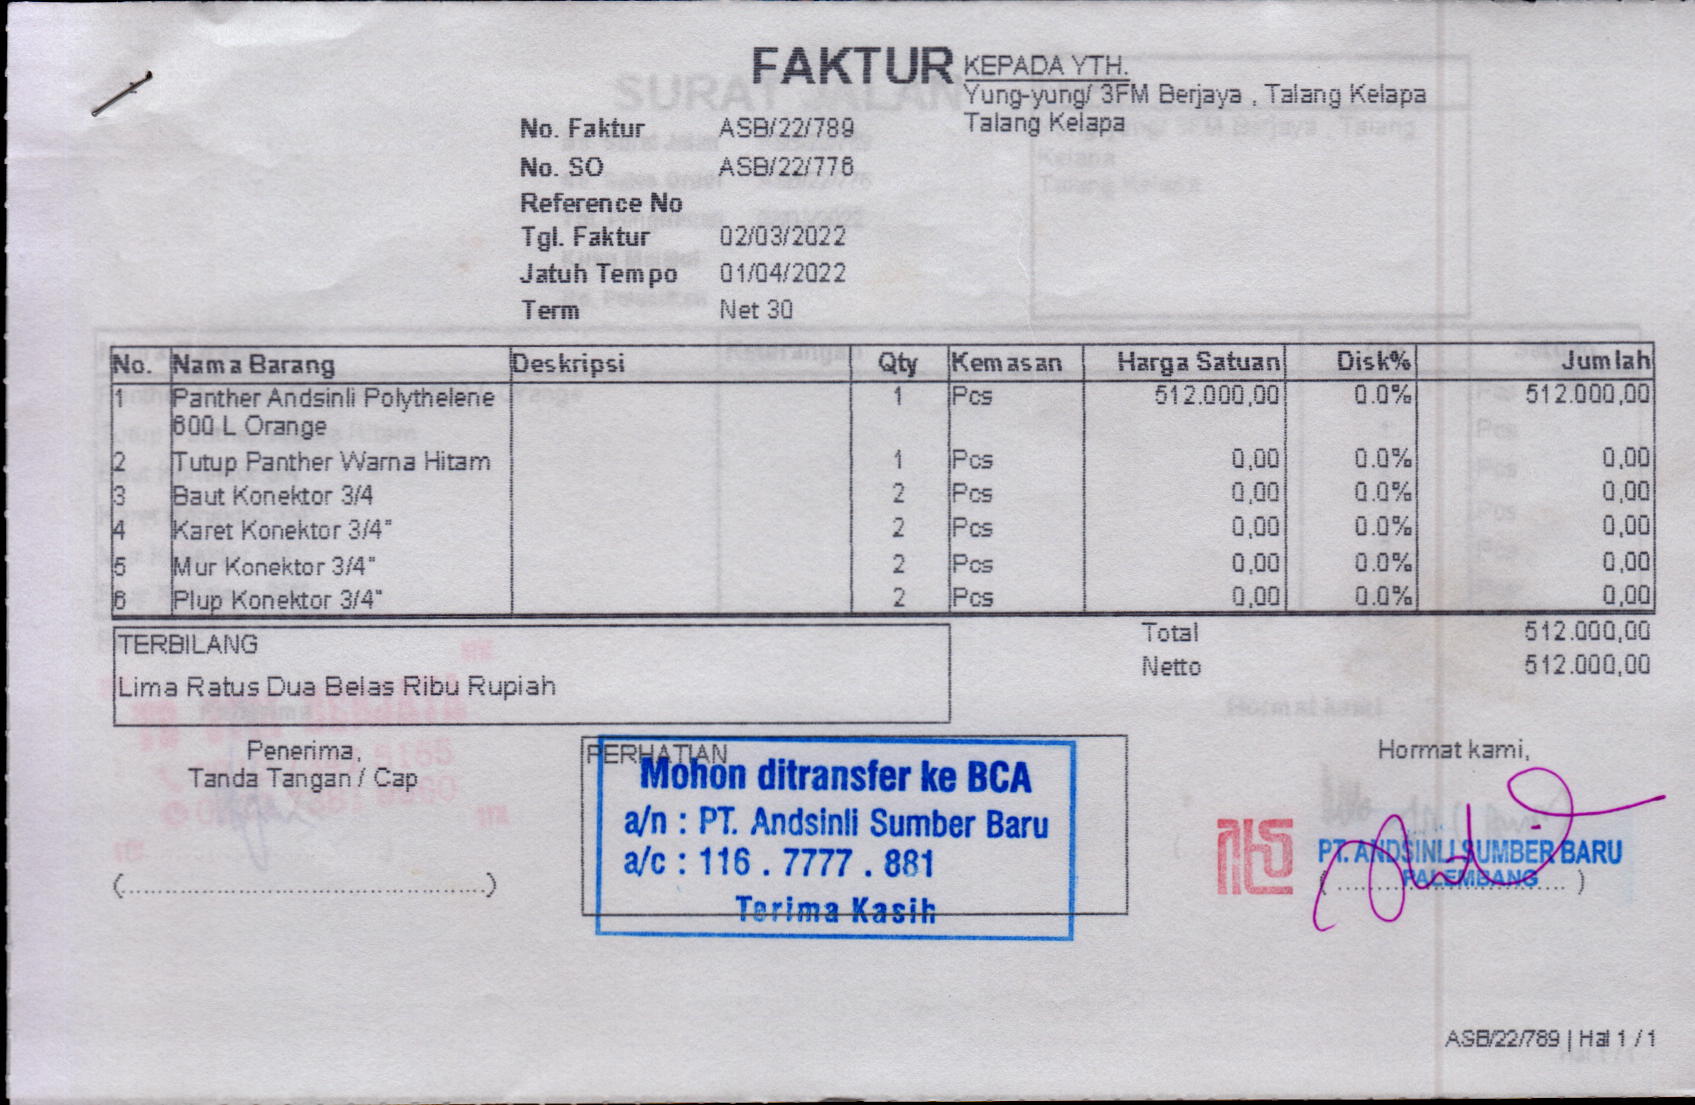 FAKTUR
KEPADA YTH.
Yung-yung/ 3FM Berjaya , Talang Kelapa
Talang Kelapa
No. Faktur ASB/22/789
No. SO ASB/22/776
Reference No
Tgl. Faktur 02/03/2022
Jatuh Tempo 01/04/2022
Term Net 30
No. Nama Barang Deskripsi Qty Kemasan Harga Satuan Disk% Jumlah
1 Panther Andsinli Polythelene 1 Pcs 512.000,00 0.0% 512.000,00
600 L Orange
2 Tutup Panther Warna Hitam 1 Pcs 0,00 0.0% 0,00
3 Baut Konektor 3/4 2 Pcs 0,00 0.0% 0,00
4 Karet Konektor 3/4" 2 Pcs 0,00 0.0% 0,00
5 Mur Konektor 3/4" 2 Pcs 0,00 0.0% 0,00
6 Plup Konektor 3/4" 2 Pcs 0,00 0.0% 0,00
Total 512.000,00
Netto 512.000,00
TERBILANG
Lima Ratus Dua Belas Ribu Rupiah
Penerima,
Tanda Tangan / Cap
(............................................)
PERHATIAN
Mohon ditransfer ke BCA
a/n : PT. Andsinli Sumber Baru
a/c : 116 . 7777 . 881
Terima Kasih
Hormat kami,
PT. ANDSINLI SUMBER BARU
PALEMBANG
ASB/22/789 | Hal 1 / 1